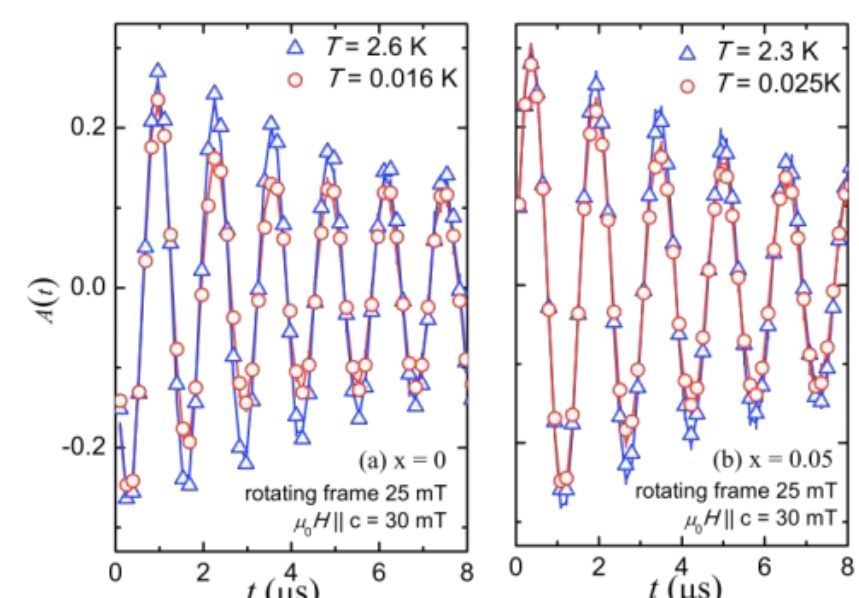 T = 2.6 K
T = 0.016 K
T = 2.3 K
T = 0.025K
0.2
0.0
-0.2
A(t)
(a) x = 0
rotating frame 25 mT
μ₀H|| c = 30 mT
(b) x = 0.05
rotating frame 25 mT
μ₀H|| c = 30 mT
0 2 4 6 8
0 2 4 6 8
t (μs)
t (μs)